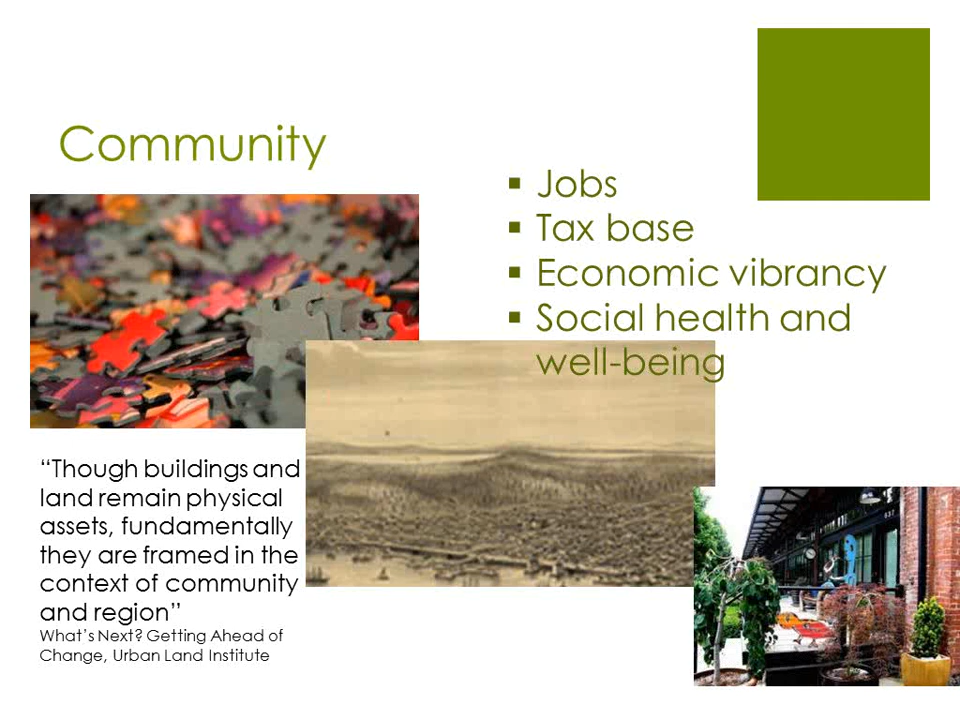 Community
▪ Jobs
▪ Tax base
▪ Economic vibrancy
▪ Social health and
well-being
“Though buildings and
land remain physical
assets, fundamentally
they are framed in the
context of community
and region”
What’s Next? Getting Ahead of
Change, Urban Land Institute